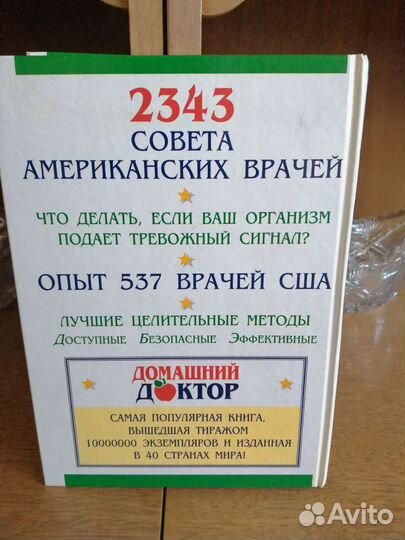 2343
СОВЕТА
АМЕРИКАНСКИХ ВРАЧЕЙ
ЧТО ДЕЛАТЬ, ЕСЛИ ВАШ ОРГАНИЗМ
ПОДАЕТ ТРЕВОЖНЫЙ СИГНАЛ?
ОПЫТ 537 ВРАЧЕЙ США
ЛУЧШИЕ ЦЕЛИТЕЛЬНЫЕ МЕТОДЫ
ДОСТУПНЫЕ БЕЗОПАСНЫЕ ЭФФЕКТИВНЫЕ
ДОМАШНИЙ
ДОКТОР
САМАЯ ПОПУЛЯРНАЯ КНИГА,
ВЫШЕДШАЯ ТИРАЖОМ
10000000 ЭКЗЕМПЛЯРОВ И ИЗДАННАЯ
В 40 СТРАНАХ МИРА!
Avito